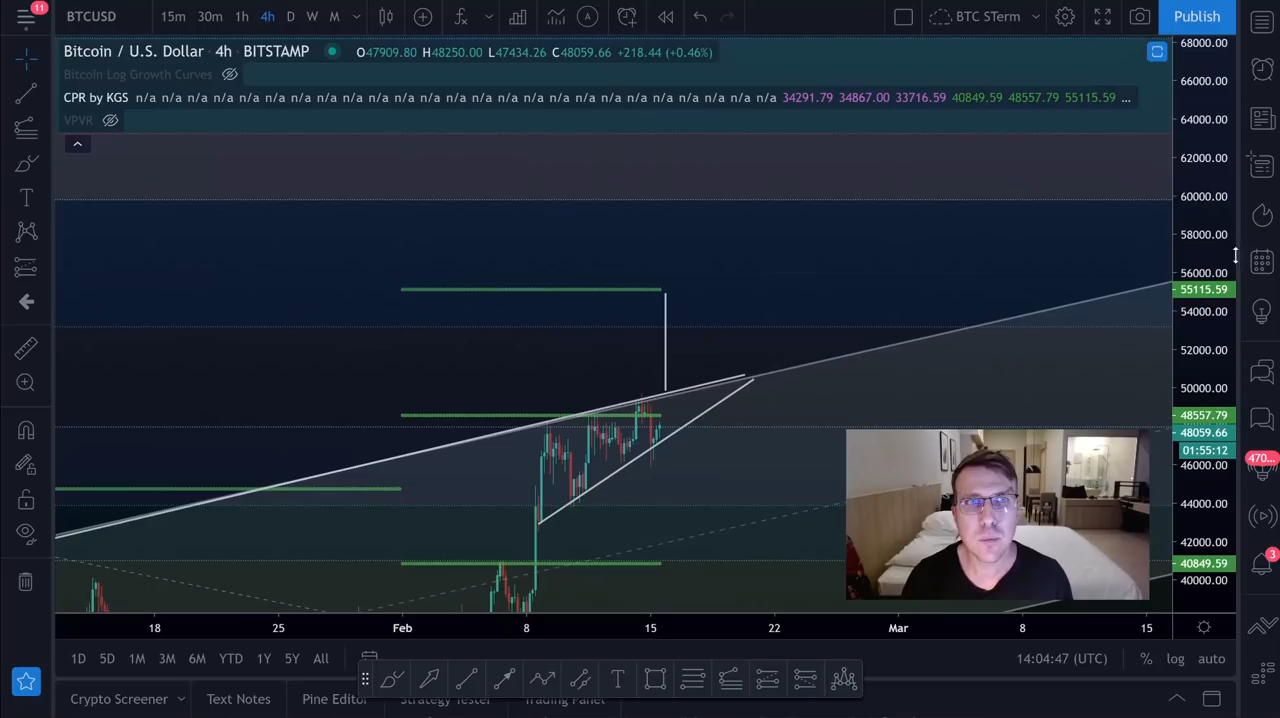 11
BTCUSD 15m 30m 1h 4h D W M BTC STerm Publish
Bitcoin / U.S. Dollar 4h BITSTAMP O47909.80 H48250.00 L47434.26 C48059.66 +218.44 (+0.46%)
Bitcoin Log Growth Curves
CPR by KGS n/a n/a n/a n/a n/a n/a n/a n/a n/a n/a n/a n/a n/a n/a n/a n/a n/a n/a n/a n/a n/a n/a n/a n/a n/a 34291.79 34867.00 33716.59 40849.59 48557.79 55115.59 ...
VPVR
68000.00
66000.00
64000.00
62000.00
60000.00
58000.00
56000.00
55115.59
54000.00
52000.00
50000.00
48557.79
48059.66
01:55:12
470...
46000.00
44000.00
42000.00
3
40849.59
40000.00
18 25 Feb 8 15 22 Mar 8 15
1D 5D 1M 3M 6M YTD 1Y 5Y All 14:04:47 (UTC) % log auto
Crypto Screener Text Notes Pine Editor Strategy Tester Trading Panel